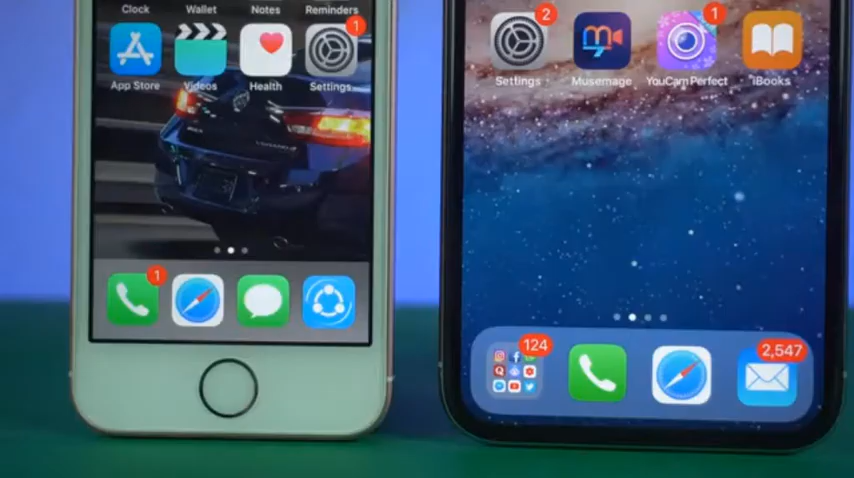 Clock Wallet Notes Reminders
1
App Store Videos Health Settings
1
2
1
Settings Musemage YouCam Perfect iBooks
124
2,547